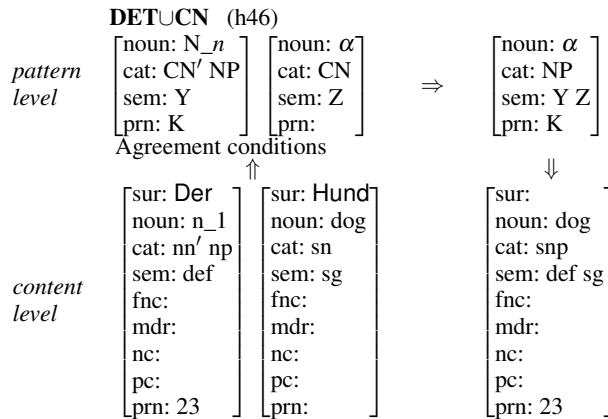 DET∪CN (h46)
pattern level
[noun: N_n] [noun: α] [noun: α]
[cat: CN′ NP] [cat: CN] ⇒ [cat: NP]
[sem: Y] [sem: Z] [sem: Y Z]
[prn: K] [prn: ] [prn: K]
Agreement conditions
⇑ ⇓
content level
[sur: Der] [sur: Hund] [sur: ]
[noun: n_1] [noun: dog] [noun: dog]
[cat: nn′ np] [cat: sn] [cat: snp]
[sem: def] [sem: sg] [sem: def sg]
[fnc: ] [fnc: ] [fnc: ]
[mdr: ] [mdr: ] [mdr: ]
[nc: ] [nc: ] [nc: ]
[pc: ] [pc: ] [pc: ]
[prn: 23] [prn: ] [prn: 23]